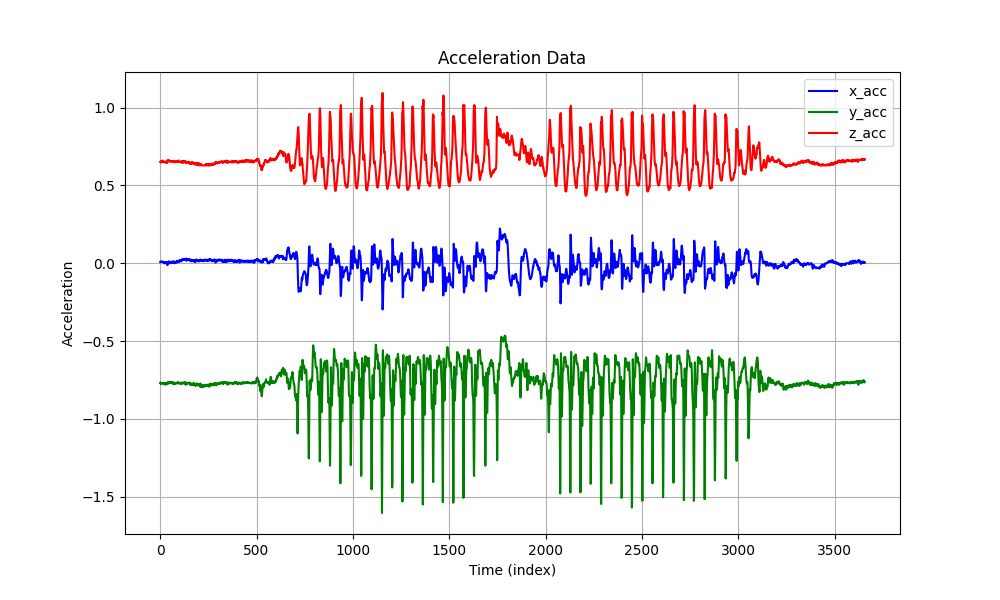 Acceleration Data
x_acc
y_acc
z_acc
Acceleration
1.0
0.5
0.0
−0.5
−1.0
−1.5
0 500 1000 1500 2000 2500 3000 3500
Time (index)